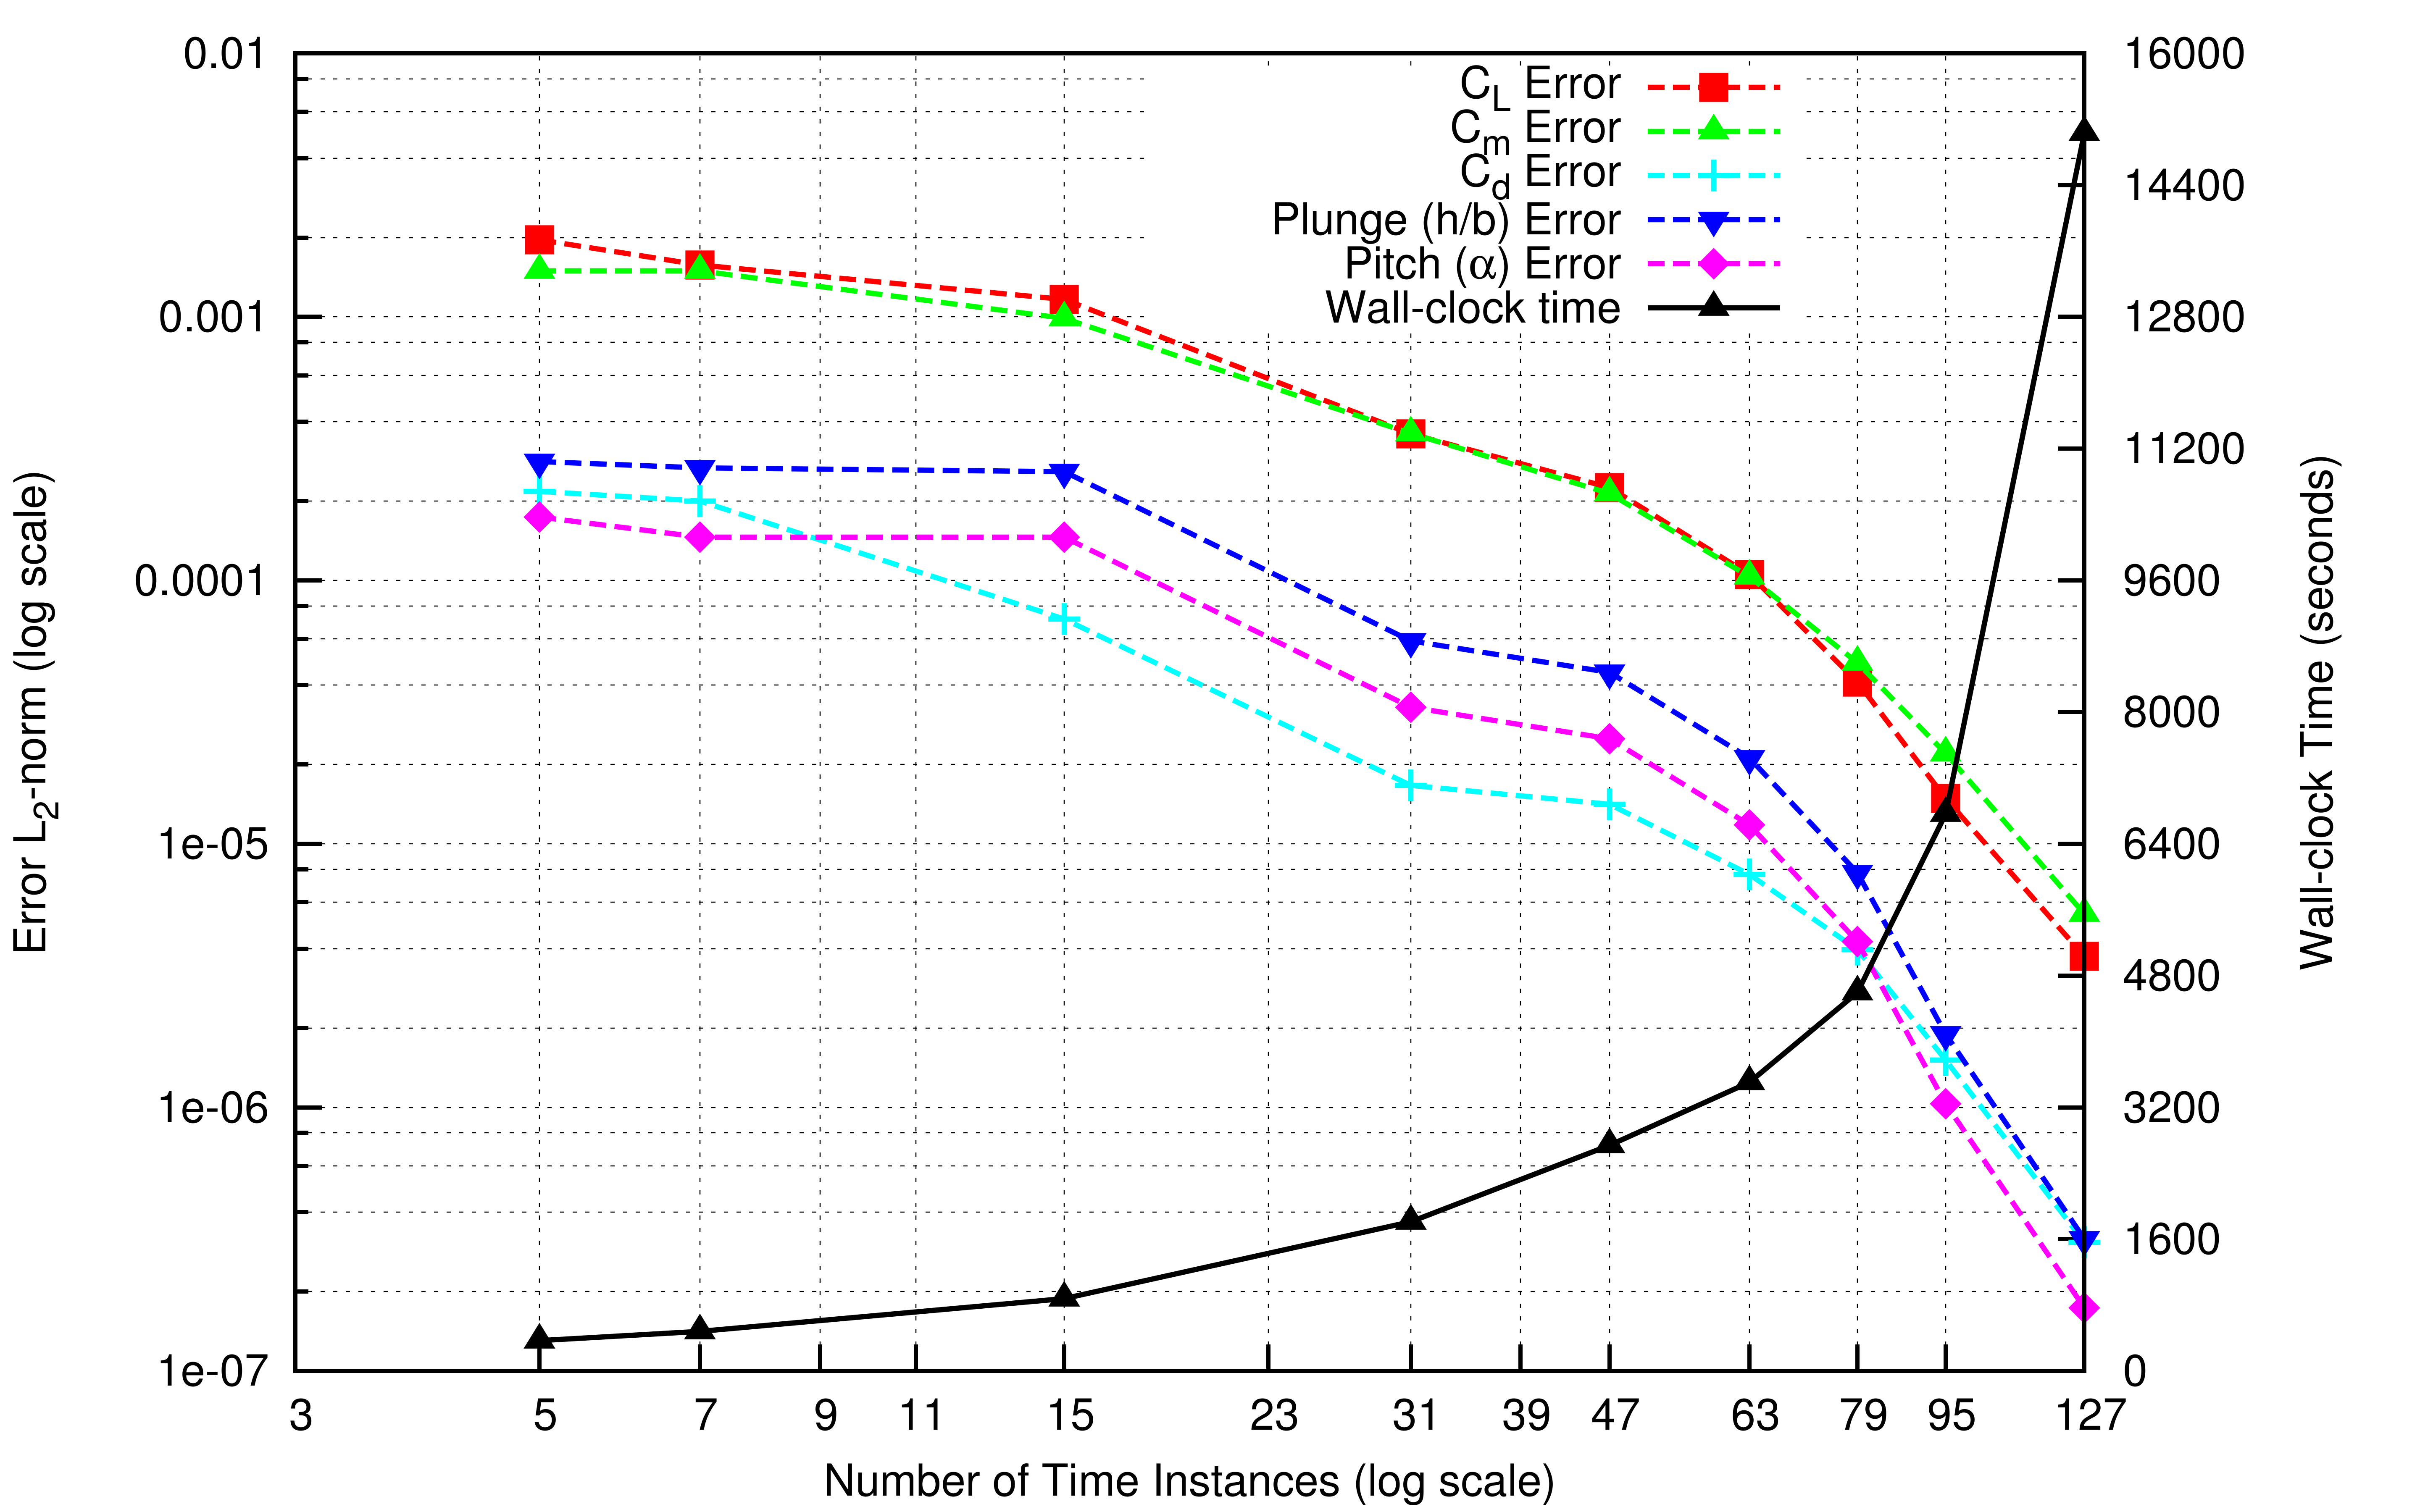 0.01
0.001
0.0001
1e-05
1e-06
1e-07
Error L2-norm (log scale)
C_L Error
C_m Error
C_d Error
Plunge (h/b) Error
Pitch (α) Error
Wall-clock time
16000
14400
12800
11200
9600
8000
6400
4800
3200
1600
0
Wall-clock Time (seconds)
3 5 7 9 11 15 23 31 39 47 63 79 95 127
Number of Time Instances (log scale)